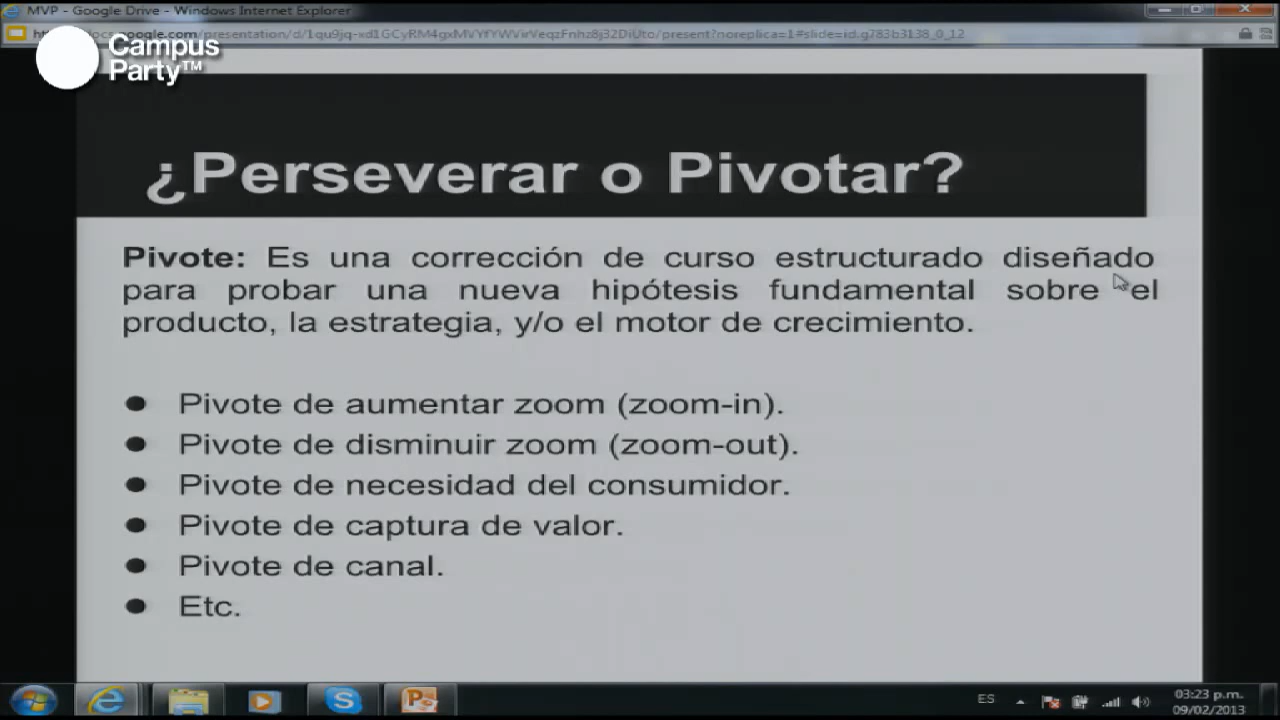 MVP - Google Drive - Windows Internet Explorer
Campus
Party™
¿Perseverar o Pivotar?
Pivote: Es una corrección de curso estructurado diseñado
para probar una nueva hipótesis fundamental sobre el
producto, la estrategia, y/o el motor de crecimiento.
● Pivote de aumentar zoom (zoom-in).
● Pivote de disminuir zoom (zoom-out).
● Pivote de necesidad del consumidor.
● Pivote de captura de valor.
● Pivote de canal.
● Etc.
ES
03:23 p.m.
09/02/2013